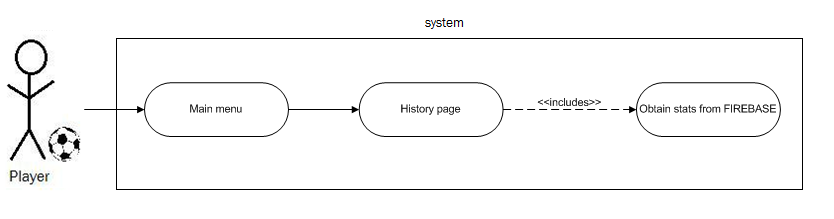 system
Main menu
History page
<<includes>>
Obtain stats from FIREBASE
Player